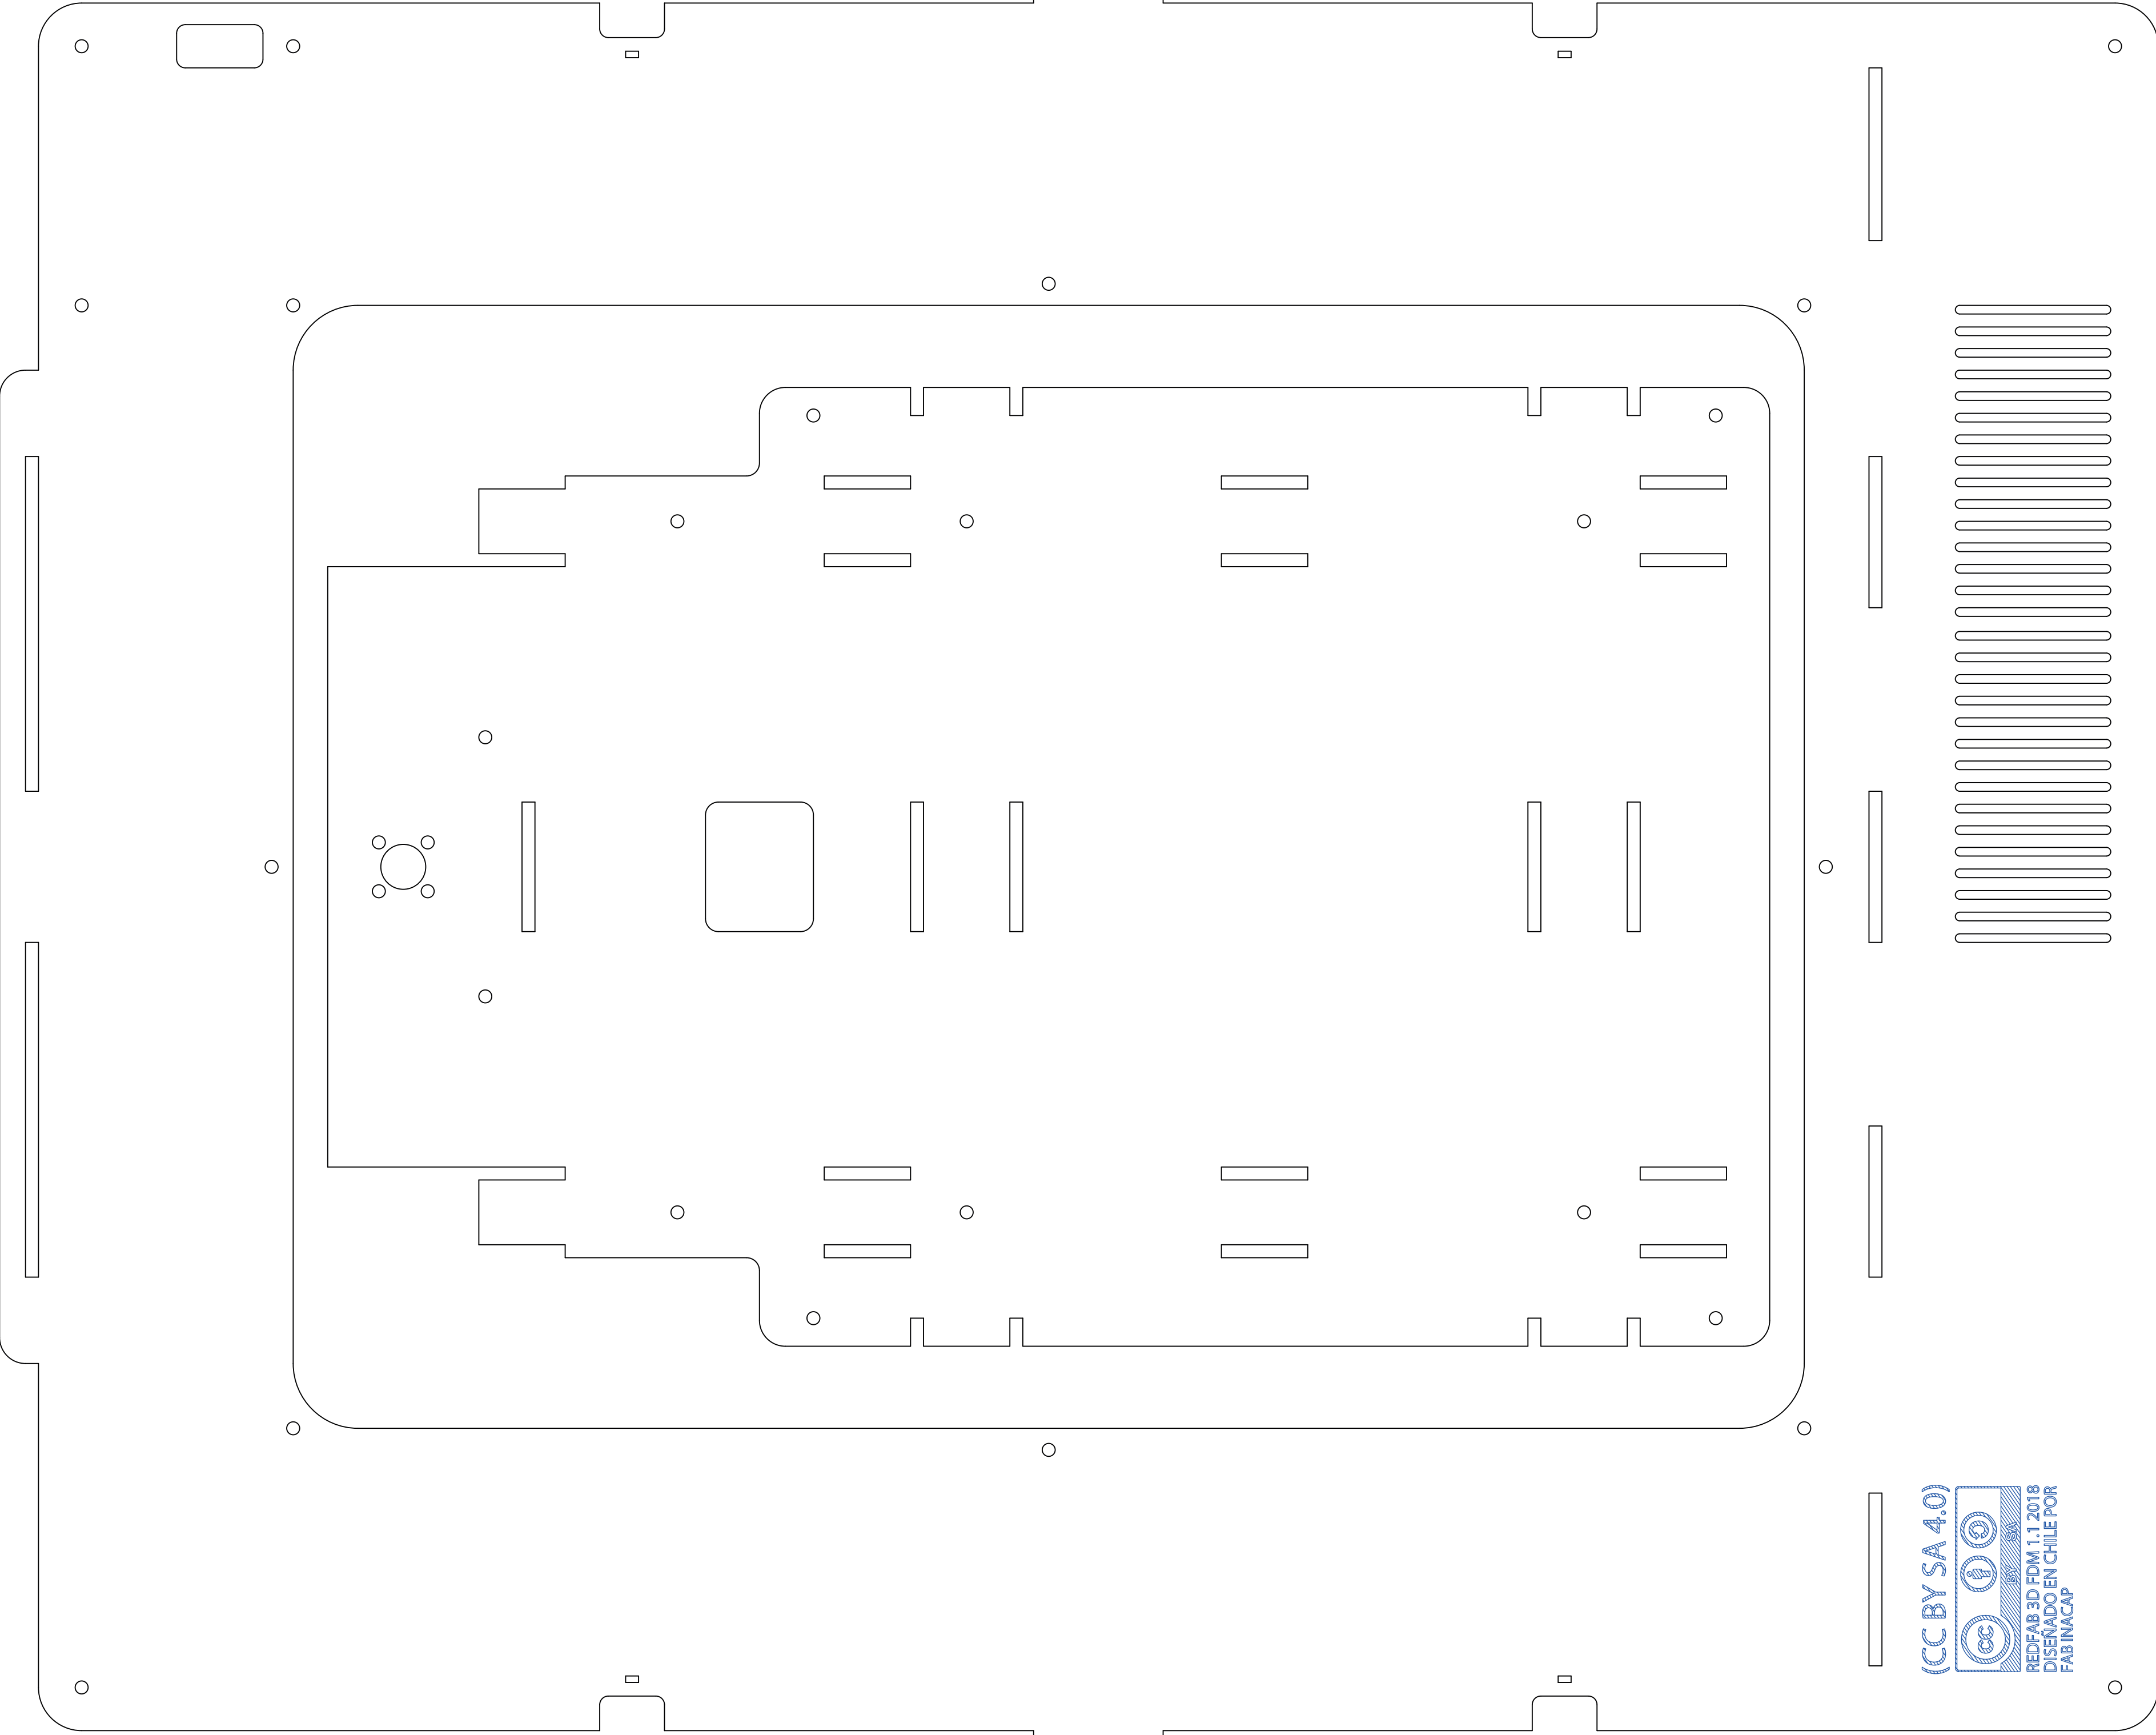 (CC BY SA 4.0)
cc
BY
SA
REDFAB 3D FDM 1.1 2018
DISEÑADO EN CHILE POR
FAB INACAP